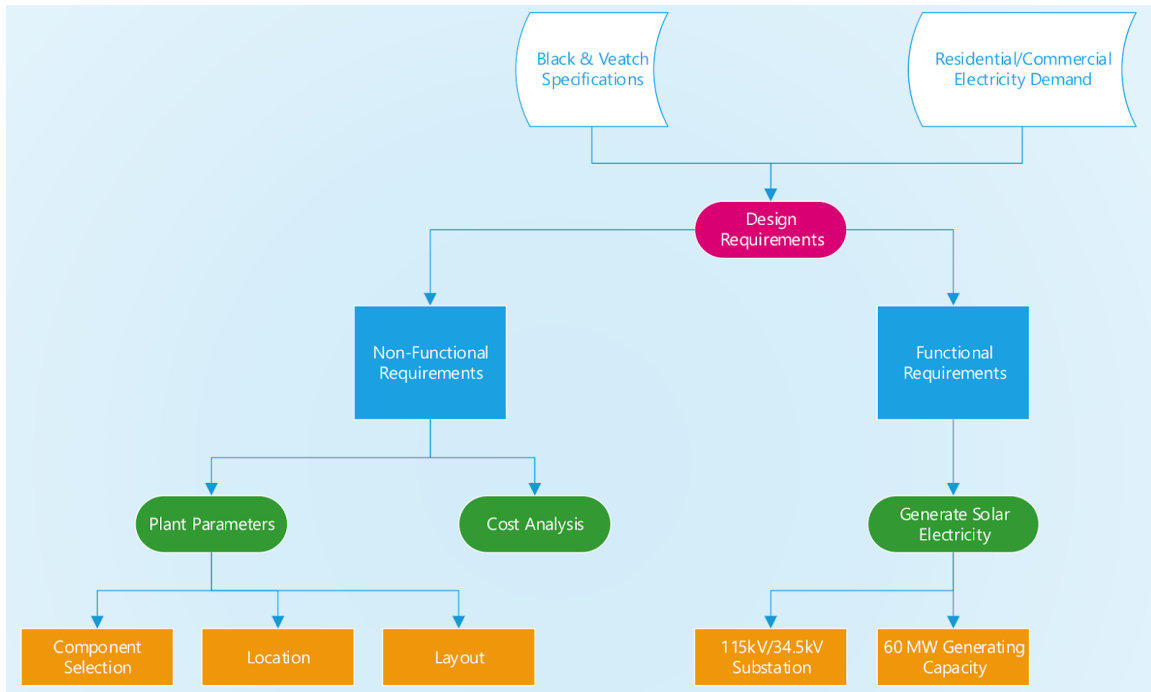 Black & Veatch
Specifications
Residential/Commercial
Electricity Demand
Design
Requirements
Non-Functional
Requirements
Functional
Requirements
Plant Parameters
Cost Analysis
Generate Solar
Electricity
Component
Selection
Location
Layout
115kV/34.5kV
Substation
60 MW Generating
Capacity